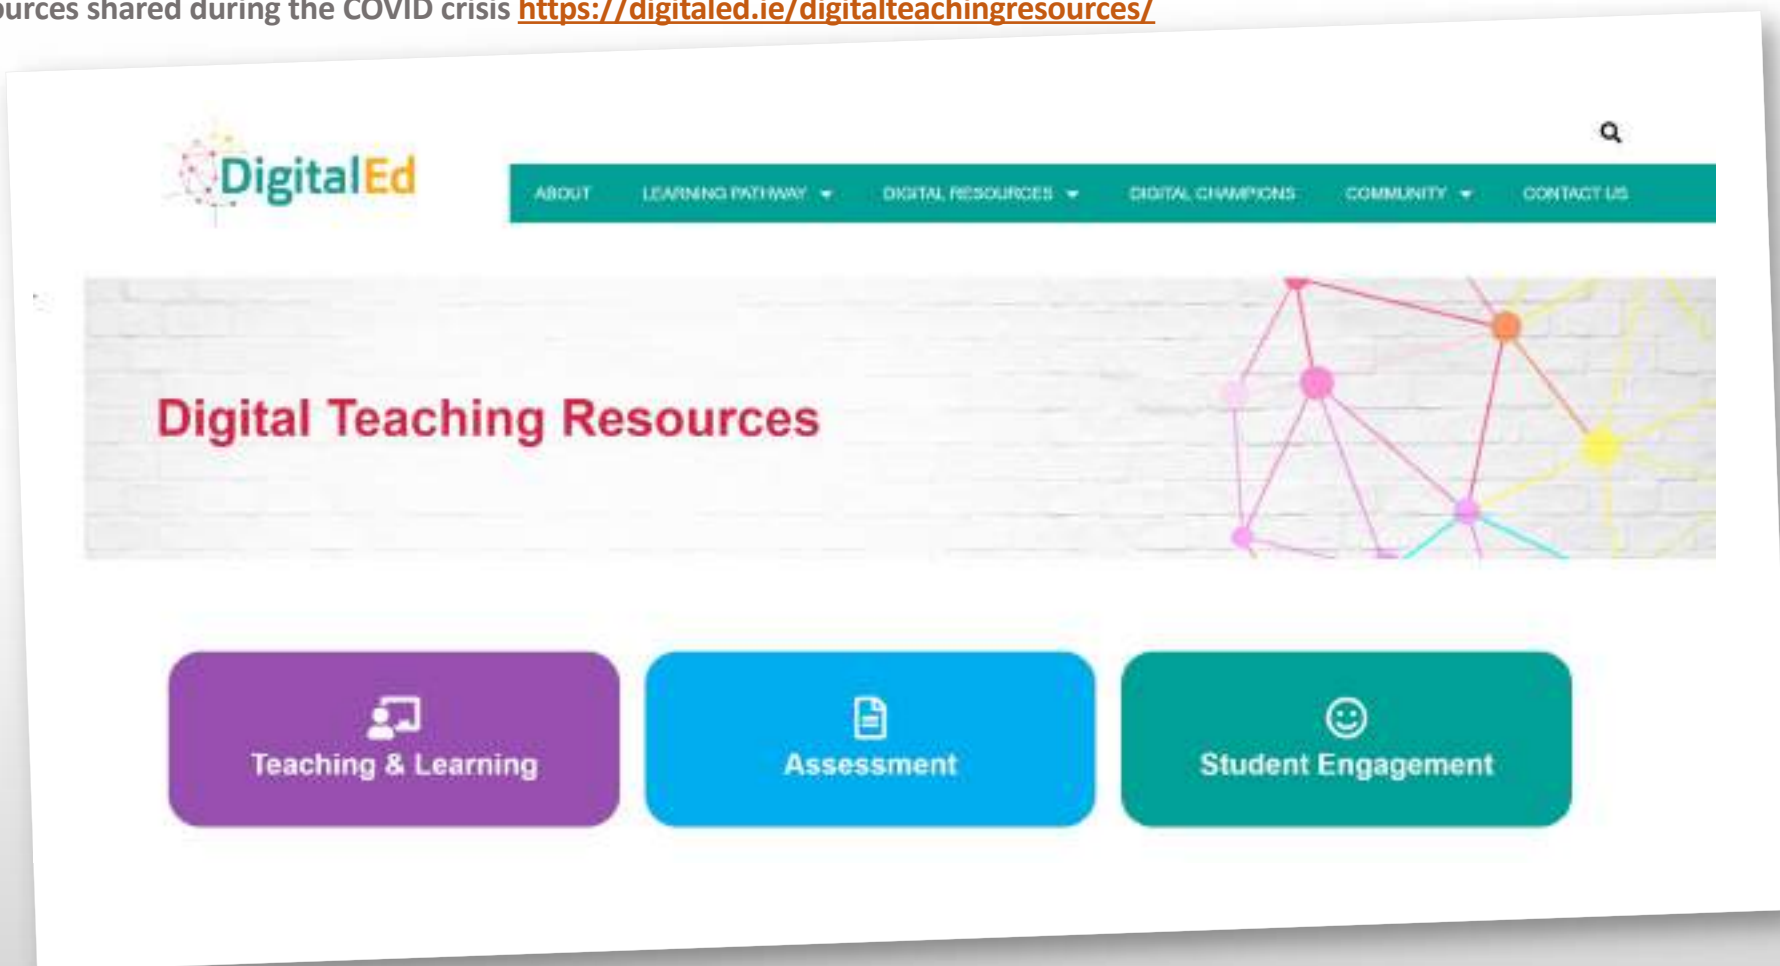 ources shared during the COVID crisis https://digitaled.ie/digitalteachingresources/
DigitalEd
ABOUT LEARNING PATHWAY DIGITAL RESOURCES DIGITAL CHAMPIONS COMMUNITY CONTACT US
Digital Teaching Resources
Teaching & Learning Assessment Student Engagement